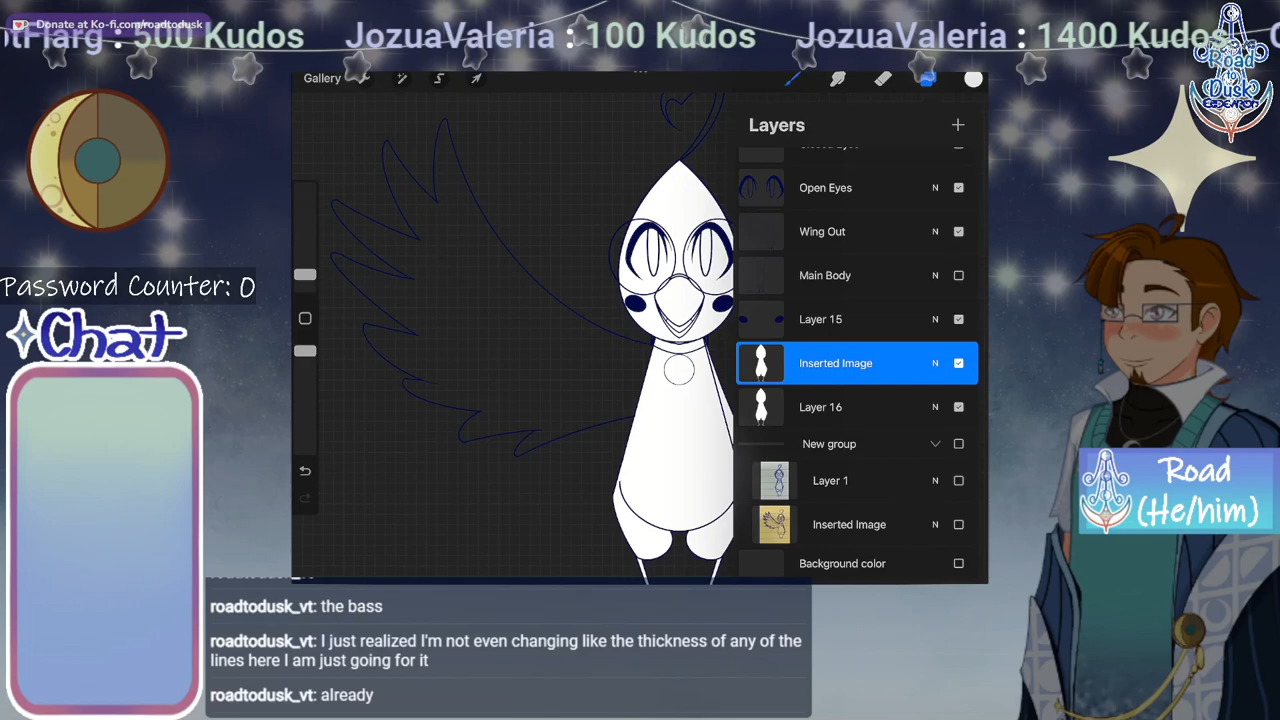 Donate at Ko-fi.com/roadtodusk
: 500 Kudos JozuaValeria : 100 Kudos JozuaValeria : 1400 Kudos
Road
to
Dusk
Gallery
Layers
Open Eyes N
Wing Out N
Main Body N
Layer 15 N
Inserted Image N
Layer 16 N
New group
Layer 1 N
Inserted Image N
Background color
Password Counter: 0
Chat
Road
(He/him)
roadtodusk_vt: the bass
roadtodusk_vt: I just realized I'm not even changing like the thickness of any of the
lines here I am just going for it
roadtodusk_vt: already